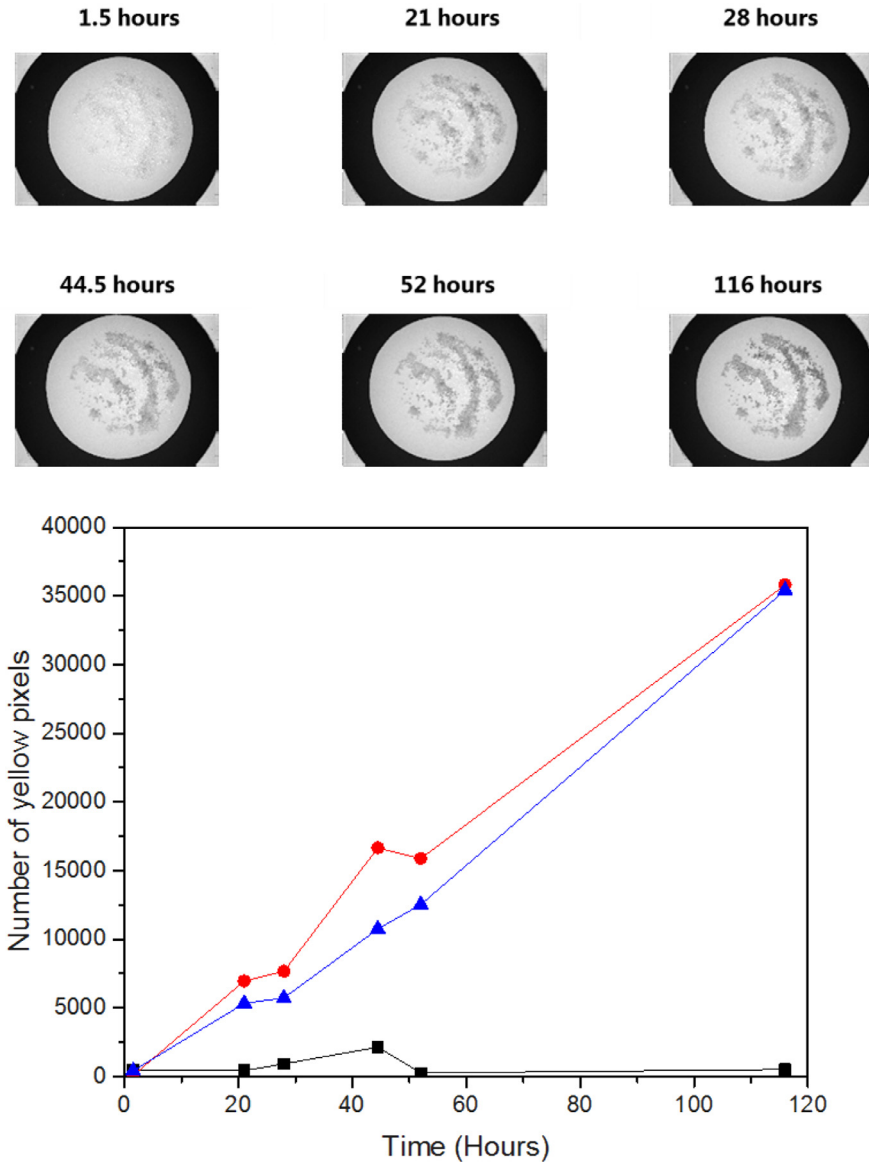 1.5 hours 21 hours 28 hours
44.5 hours 52 hours 116 hours
40000
35000
30000
25000
20000
15000
10000
5000
0
Number of yellow pixels
0 20 40 60 80 100 120
Time (Hours)